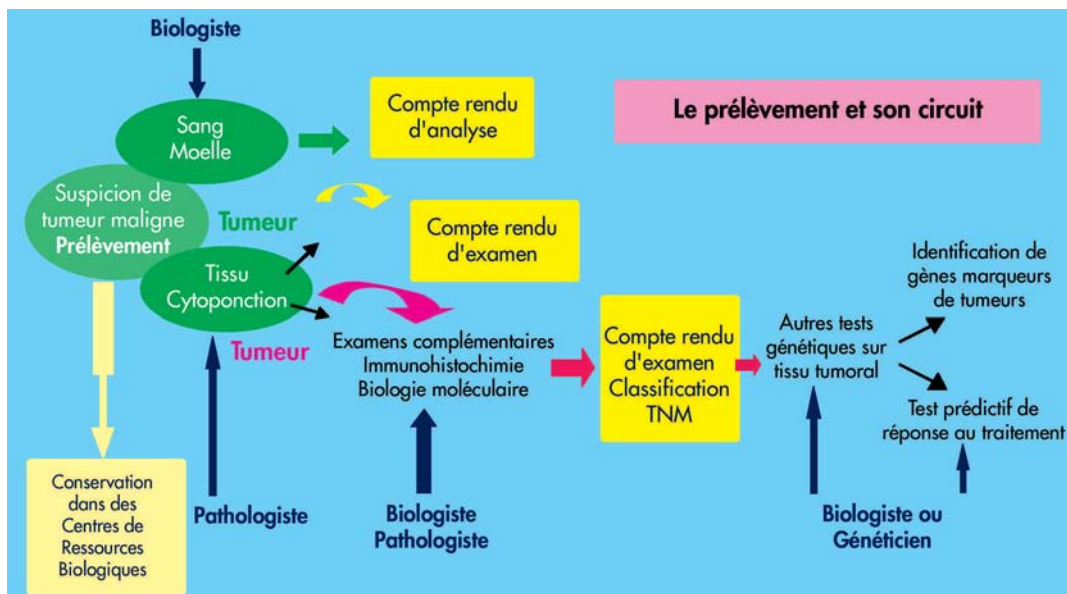 Biologiste
Le prélèvement et son circuit
Sang
Moelle
Compte rendu
d'analyse
Suspicion de
tumeur maligne
Prélèvement
Tumeur
Compte rendu
d'examen
Tissu
Cytoponction
Tumeur
Examens complémentaires
Immunohistochimie
Biologie moléculaire
Compte rendu
d'examen
Classification
TNM
Autres tests
génétiques sur
tissu tumoral
Identification de
gènes marqueurs
de tumeurs
Test prédictif de
réponse au traitement
Conservation
dans des
Centres de
Ressources
Biologiques
Pathologiste
Biologiste
Pathologiste
Biologiste ou
Généticien